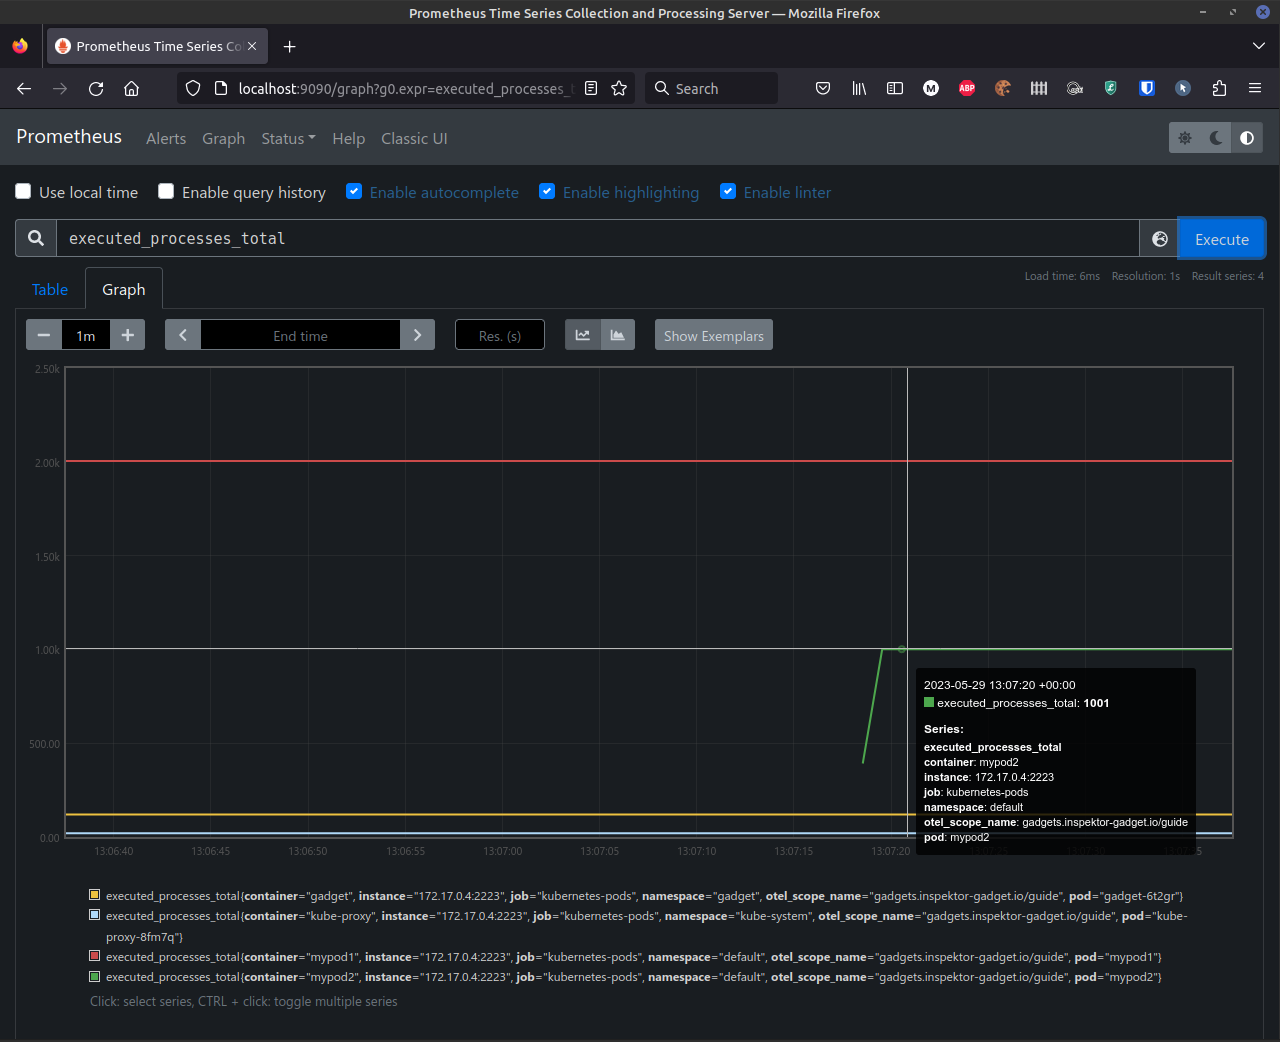 Prometheus Time Series Collection and Processing Server — Mozilla Firefox
Prometheus Time Series Co
localhost:9090/graph?g0.expr=executed_processes_t
Search
M
ABP
Prometheus Alerts Graph Status Help Classic UI
Use local time Enable query history Enable autocomplete Enable highlighting Enable linter
executed_processes_total Execute
Load time: 6ms Resolution: 1s Result series: 4
Table Graph
1m End time Res. (s) Show Exemplars
2.50k
2.00k
1.50k
1.00k
500.00
0.00
13:06:40 13:06:45 13:06:50 13:06:55 13:07:00 13:07:05 13:07:10 13:07:15 13:07:20 13:07:25 13:07:30
2023-05-29 13:07:20 +00:00
executed_processes_total: 1001
Series:
executed_processes_total
container: mypod2
instance: 172.17.0.4:2223
job: kubernetes-pods
namespace: default
otel_scope_name: gadgets.inspektor-gadget.io/guide
pod: mypod2
executed_processes_total{container="gadget", instance="172.17.0.4:2223", job="kubernetes-pods", namespace="gadget", otel_scope_name="gadgets.inspektor-gadget.io/guide", pod="gadget-6t2gr"}
executed_processes_total{container="kube-proxy", instance="172.17.0.4:2223", job="kubernetes-pods", namespace="kube-system", otel_scope_name="gadgets.inspektor-gadget.io/guide", pod="kube-
proxy-8fm7q"}
executed_processes_total{container="mypod1", instance="172.17.0.4:2223", job="kubernetes-pods", namespace="default", otel_scope_name="gadgets.inspektor-gadget.io/guide", pod="mypod1"}
executed_processes_total{container="mypod2", instance="172.17.0.4:2223", job="kubernetes-pods", namespace="default", otel_scope_name="gadgets.inspektor-gadget.io/guide", pod="mypod2"}
Click: select series, CTRL + click: toggle multiple series